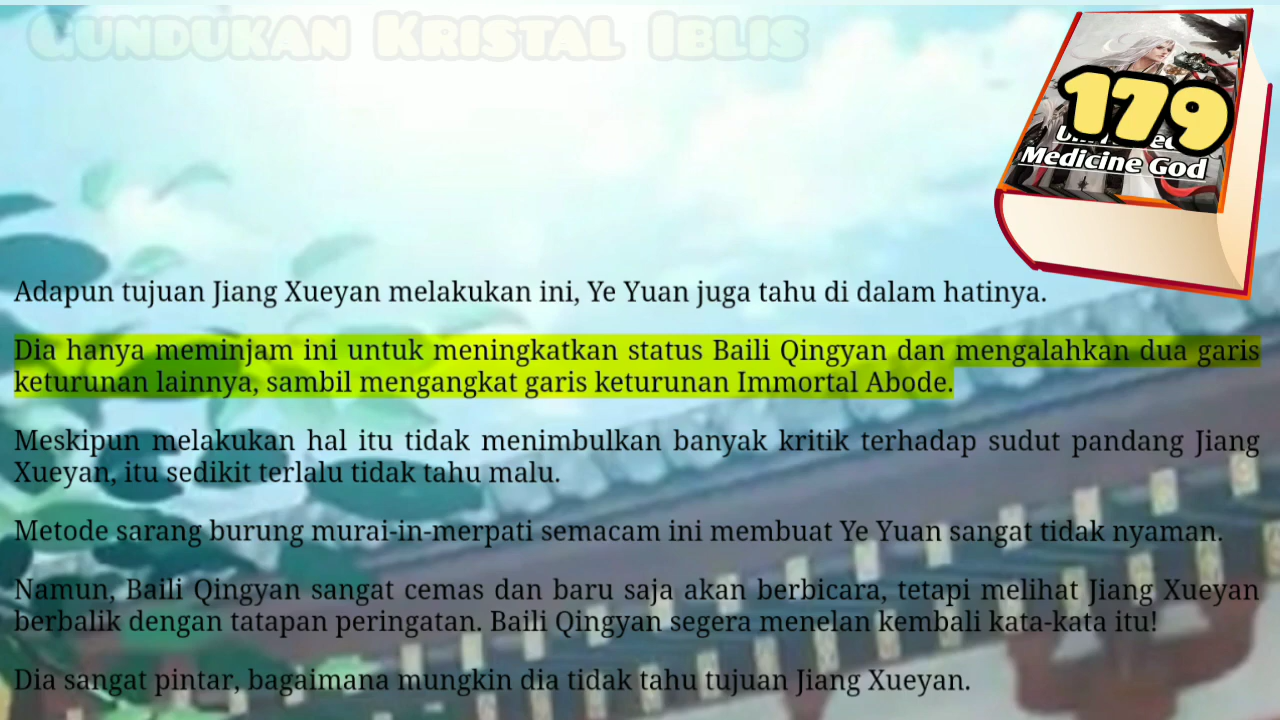 Gundukan Kristal Iblis
179
Medicine God
Adapun tujuan Jiang Xueyan melakukan ini, Ye Yuan juga tahu di dalam hatinya.
Dia hanya meminjam ini untuk meningkatkan status Baili Qingyan dan mengalahkan dua garis
keturunan lainnya, sambil mengangkat garis keturunan Immortal Abode.
Meskipun melakukan hal itu tidak menimbulkan banyak kritik terhadap sudut pandang Jiang
Xueyan, itu sedikit terlalu tidak tahu malu.
Metode sarang burung murai-in-merpati semacam ini membuat Ye Yuan sangat tidak nyaman.
Namun, Baili Qingyan sangat cemas dan baru saja akan berbicara, tetapi melihat Jiang Xueyan
berbalik dengan tatapan peringatan. Baili Qingyan segera menelan kembali kata-kata itu!
Dia sangat pintar, bagaimana mungkin dia tidak tahu tujuan Jiang Xueyan.